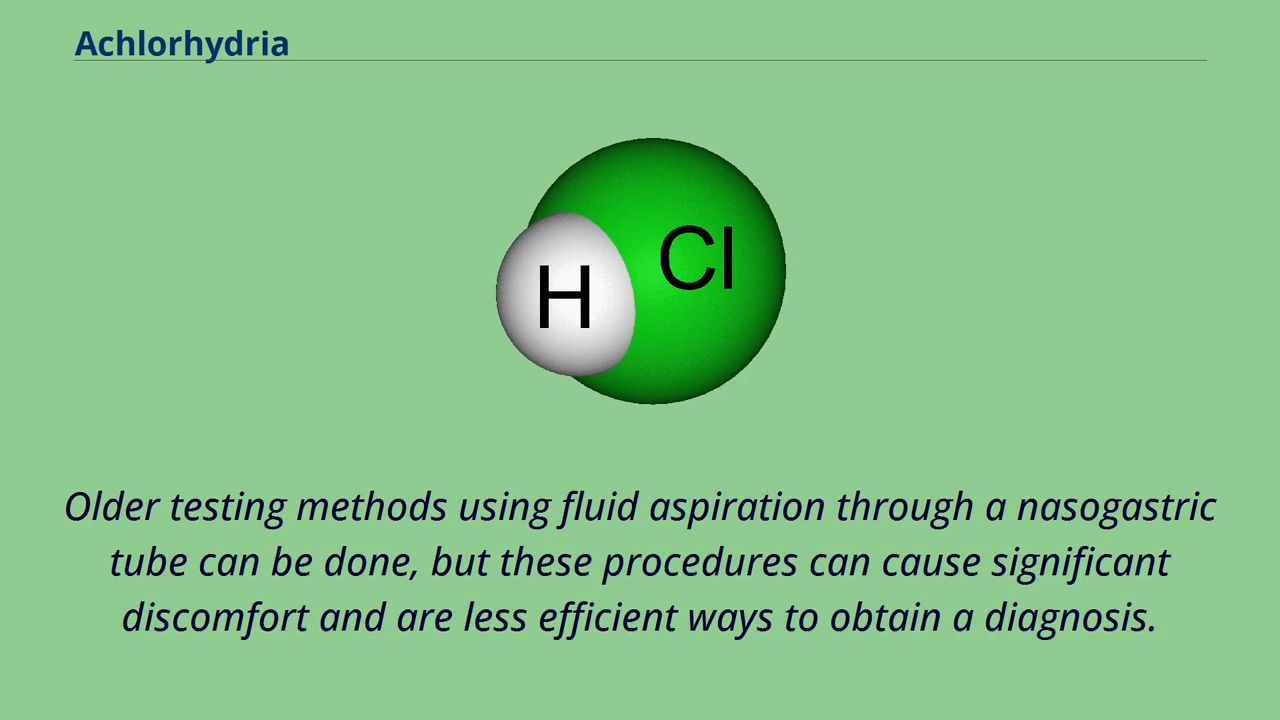 Achlorhydria
H
Cl
Older testing methods using fluid aspiration through a nasogastric
tube can be done, but these procedures can cause significant
discomfort and are less efficient ways to obtain a diagnosis.